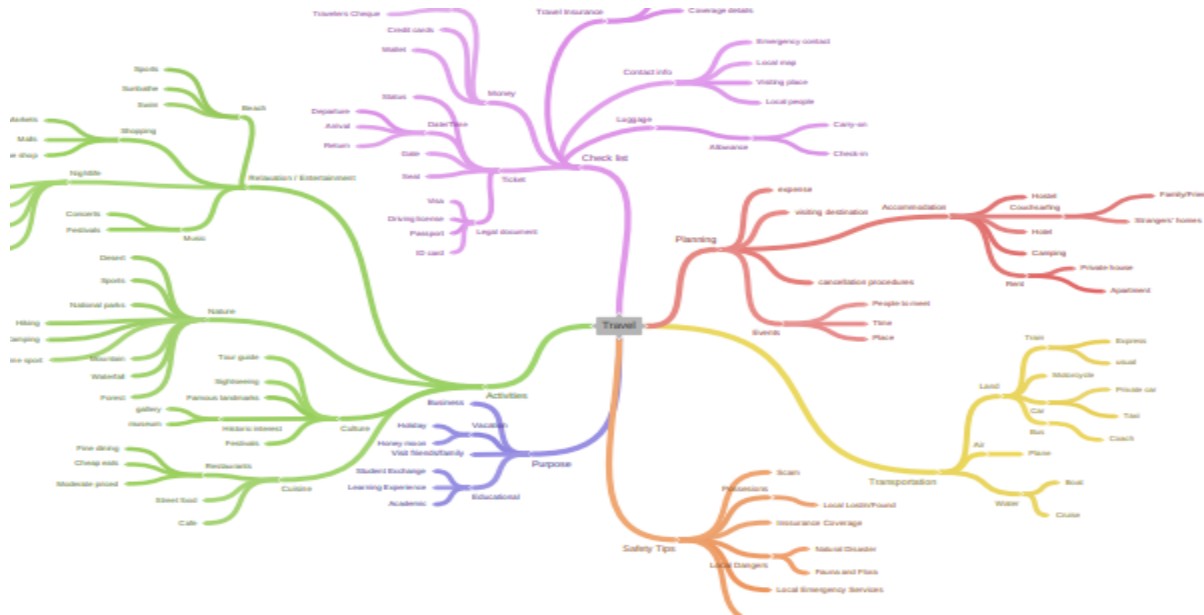 Travel
Check list
Travel Insurance
Coverage details
Contact info
Emergency contact
Local map
Visiting place
Local people
Luggage
Allowance
Carry-on
Check-in
Money
Travelers Cheque
Credit cards
Wallet
Ticket
Status
Date/Time
Departure
Arrival
Return
Gate
Seat
Legal document
Visa
Driving license
Passport
ID card
Planning
expense
visiting destination
Accommodation
Hostel
Couchsurfing
Strangers' homes
Hotel
Camping
Rent
Private house
Apartment
cancellation procedures
Events
People to meet
Time
Place
Transportation
Land
Train
Express
usual
Motorcycle
Car
Private car
Taxi
Bus
Coach
Air
Plane
Water
Boat
Cruise
Safety Tips
Scam
Possesions
Local Lostin/Found
Inssurance Coverage
Local Dangers
Natural Disaster
Fauna and Flora
Local Emergency Services
Purpose
Business
Vacation
Holiday
Honey moon
Visit friends/family
Educational
Student Exchange
Learning Experience
Academic
Activities
Relaxation / Entertainment
Beach
Sports
Sunbathe
Swim
Shopping
Malls
Nightlife
Music
Concerts
Festivals
Nature
Desert
Sports
National parks
Hiking
Mountain
Waterfall
Forest
Culture
Tour guide
Sightseeing
Famous landmarks
Historic interest
gallery
museum
Festivals
Cuisine
Restaurants
Fine dining
Cheap eats
Moderate priced
Street food
Cafe